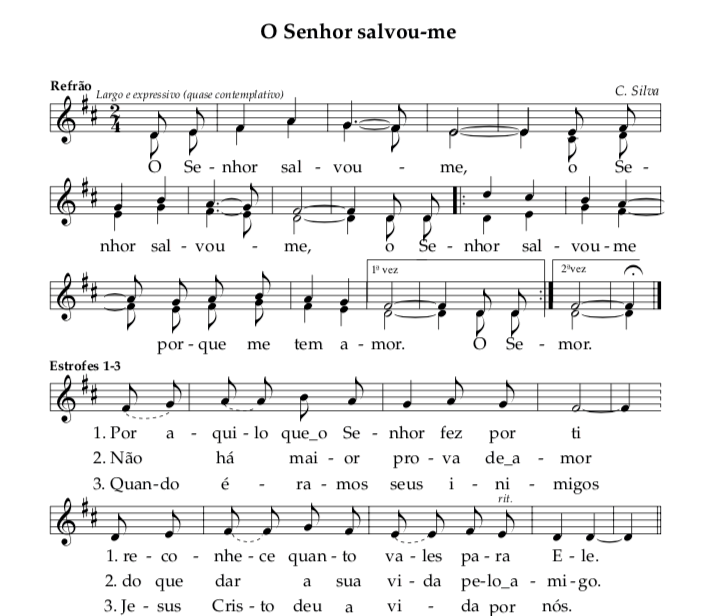 O Senhor salvou-me
Refrão
Largo e expressivo (quase contemplativo)
C. Silva
2
4
O Se - nhor sal - vou - me, o Se -
nhor sal - vou - me, o Se - nhor sal - vou - me
1ª vez
2ªvez
por - que me tem a - mor. O Se - mor.
Estrofes 1-3
1. Por a - qui - lo que_o Se - nhor fez por ti
2. Não há mai - or pro - va de_a - mor
3. Quan-do é - ra - mos seus i - ni - migos
rit.
1. re - co - nhe - ce quan - to va - les pa - ra E - le.
2. do que dar a sua vi - da pe-lo_a - mi-go.
3. Je - sus Cris - to deu a vi - da por nós.